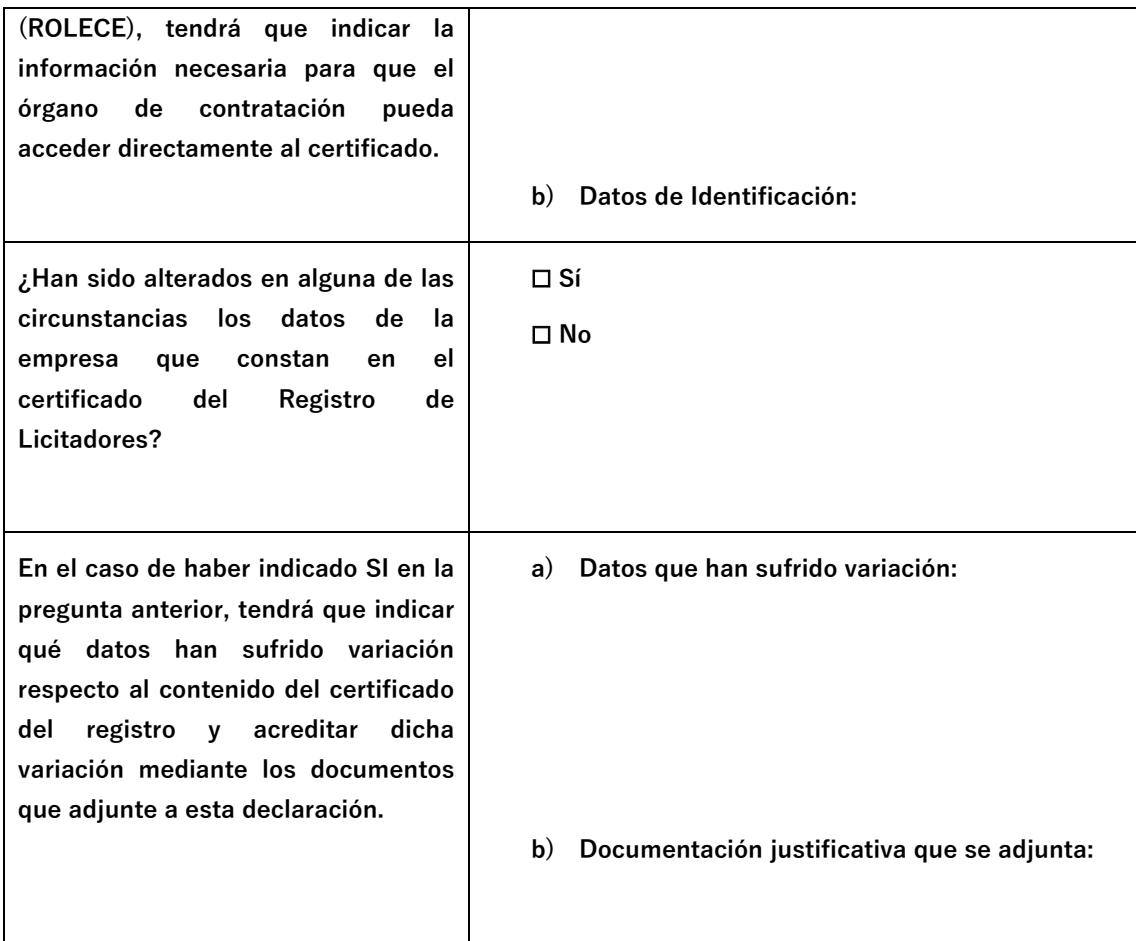 (ROLECE), tendrá que indicar la
información necesaria para que el
órgano de contratación pueda
acceder directamente al certificado.
b) Datos de Identificación:
¿Han sido alterados en alguna de las
circunstancias los datos de la
empresa que constan en el
certificado del Registro de
Licitadores?
☐ Sí
☐ No
En el caso de haber indicado SI en la
pregunta anterior, tendrá que indicar
qué datos han sufrido variación
respecto al contenido del certificado
del registro y acreditar dicha
variación mediante los documentos
que adjunte a esta declaración.
a) Datos que han sufrido variación:
b) Documentación justificativa que se adjunta: